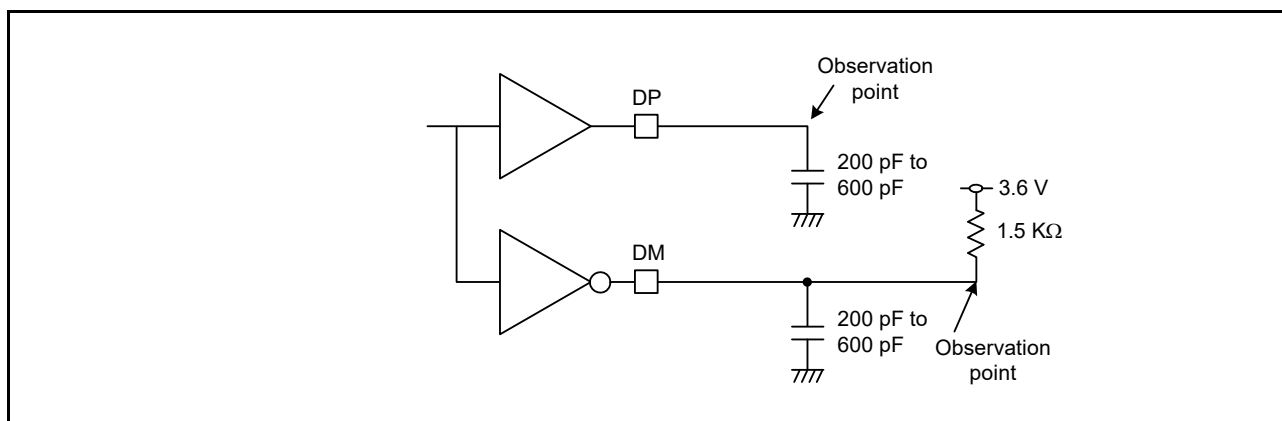 Observation
point
DP
200 pF to
600 pF
3.6 V
1.5 KΩ
DM
200 pF to
600 pF
Observation
point